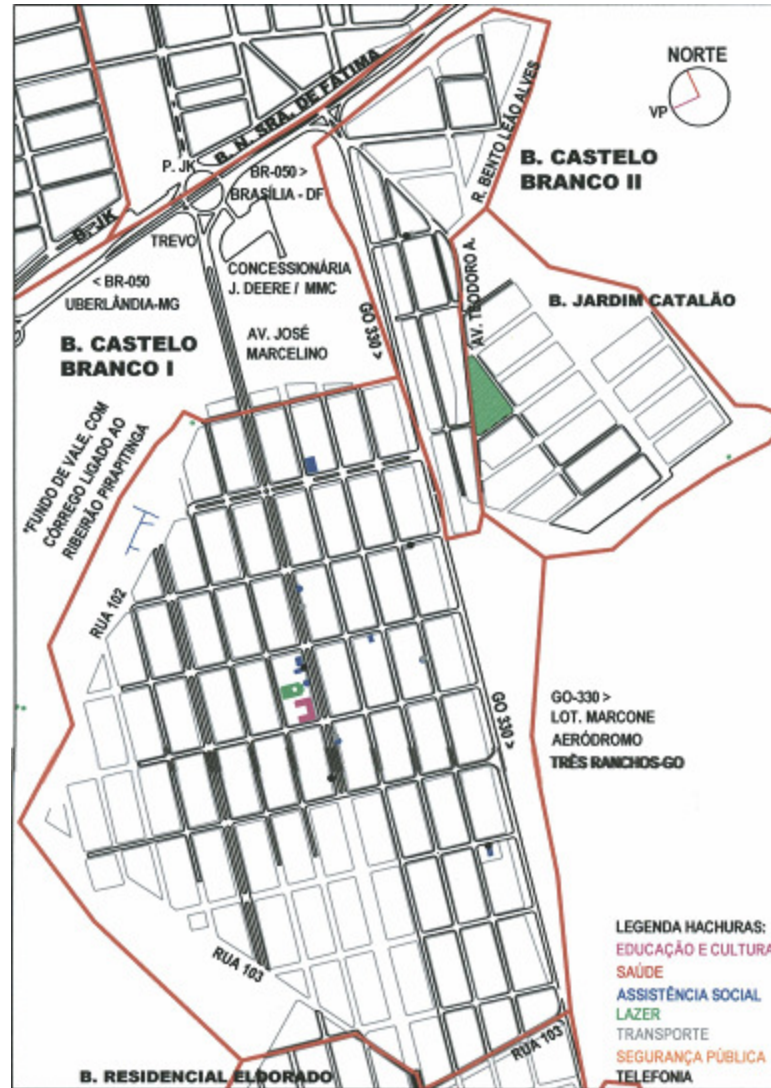 NORTE
VP
B. N. SRA. DE FÁTIMA
R. BENTO LEÃO ALVES
B. CASTELO
BRANCO II
P. JK
B. JK
BR-050 >
BRASÍLIA - DF
TREVO
CONCESSIONÁRIA
J. DEERE / MMC
< BR-050
UBERLÂNDIA-MG
GO 330 >
AV. TEODORO A.
B. JARDIM CATALÃO
B. CASTELO
BRANCO I
AV. JOSÉ
MARCELINO
*FUNDO DE VALE, COM
CÓRREGO LIGADO AO
RIBEIRÃO PIRAPITINGA
RUA 102
GO 330 >
GO-330 >
LOT. MARCONE
AERÓDROMO
TRÊS RANCHOS-GO
RUA 103
RUA 103
B. RESIDENCIAL ELDORADO
LEGENDA HACHURAS:
EDUCAÇÃO E CULTURA
SAÚDE
ASSISTÊNCIA SOCIAL
LAZER
TRANSPORTE
SEGURANÇA PÚBLICA
TELEFONIA